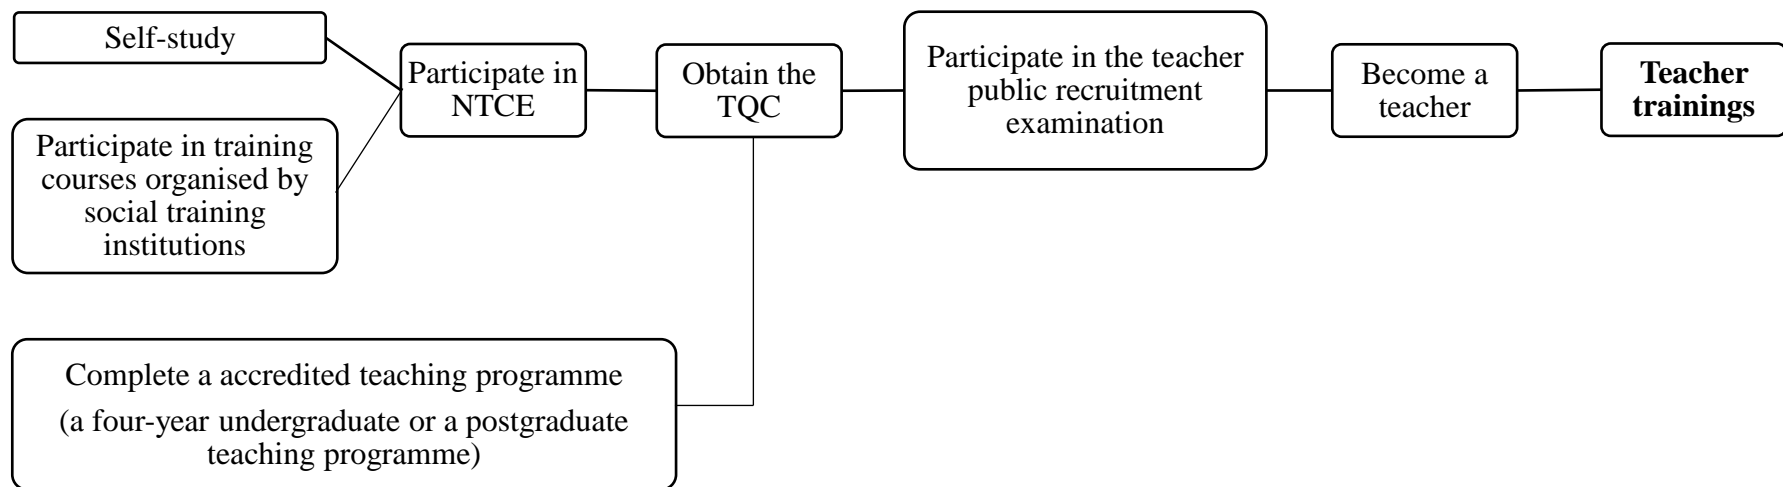 Self-study
Participate in training
courses organised by
social training
institutions
Participate in
NTCE
Obtain the
TQC
Participate in the teacher
public recruitment
examination
Become a
teacher
Teacher
trainings
Complete a accredited teaching programme
(a four-year undergraduate or a postgraduate
teaching programme)